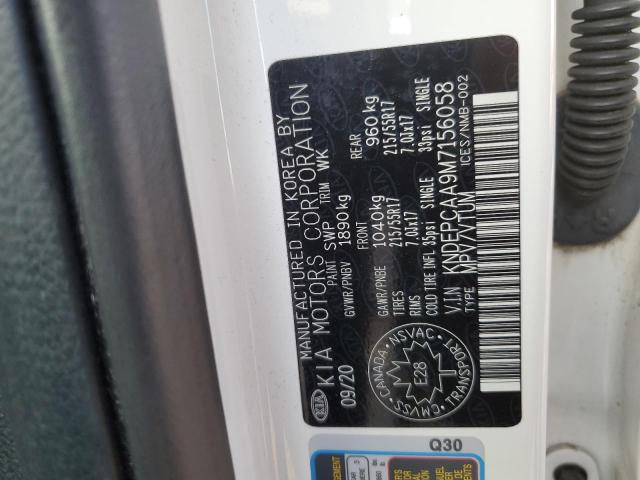 MANUFACTURED IN KOREA BY
KIA MOTORS CORPORATION
KIA
09/20 PAINT SWP TRIM WK
GVWR/PNBV 1890kg
FRONT REAR
GAWR/PNBE 1040kg 960kg
TIRES 215/55R17 215/55R17
RIMS 7.0Jx17 7.0Jx17
COLD TIRE INFL 35psi SINGLE 33psi SINGLE
V.I.N KNDEPCAA9M7156058
TYPE MPV/VTUM
ICES/NMB-002
CANADA
NSVAC
E28
CMVSS
TRANSPORT
Q30